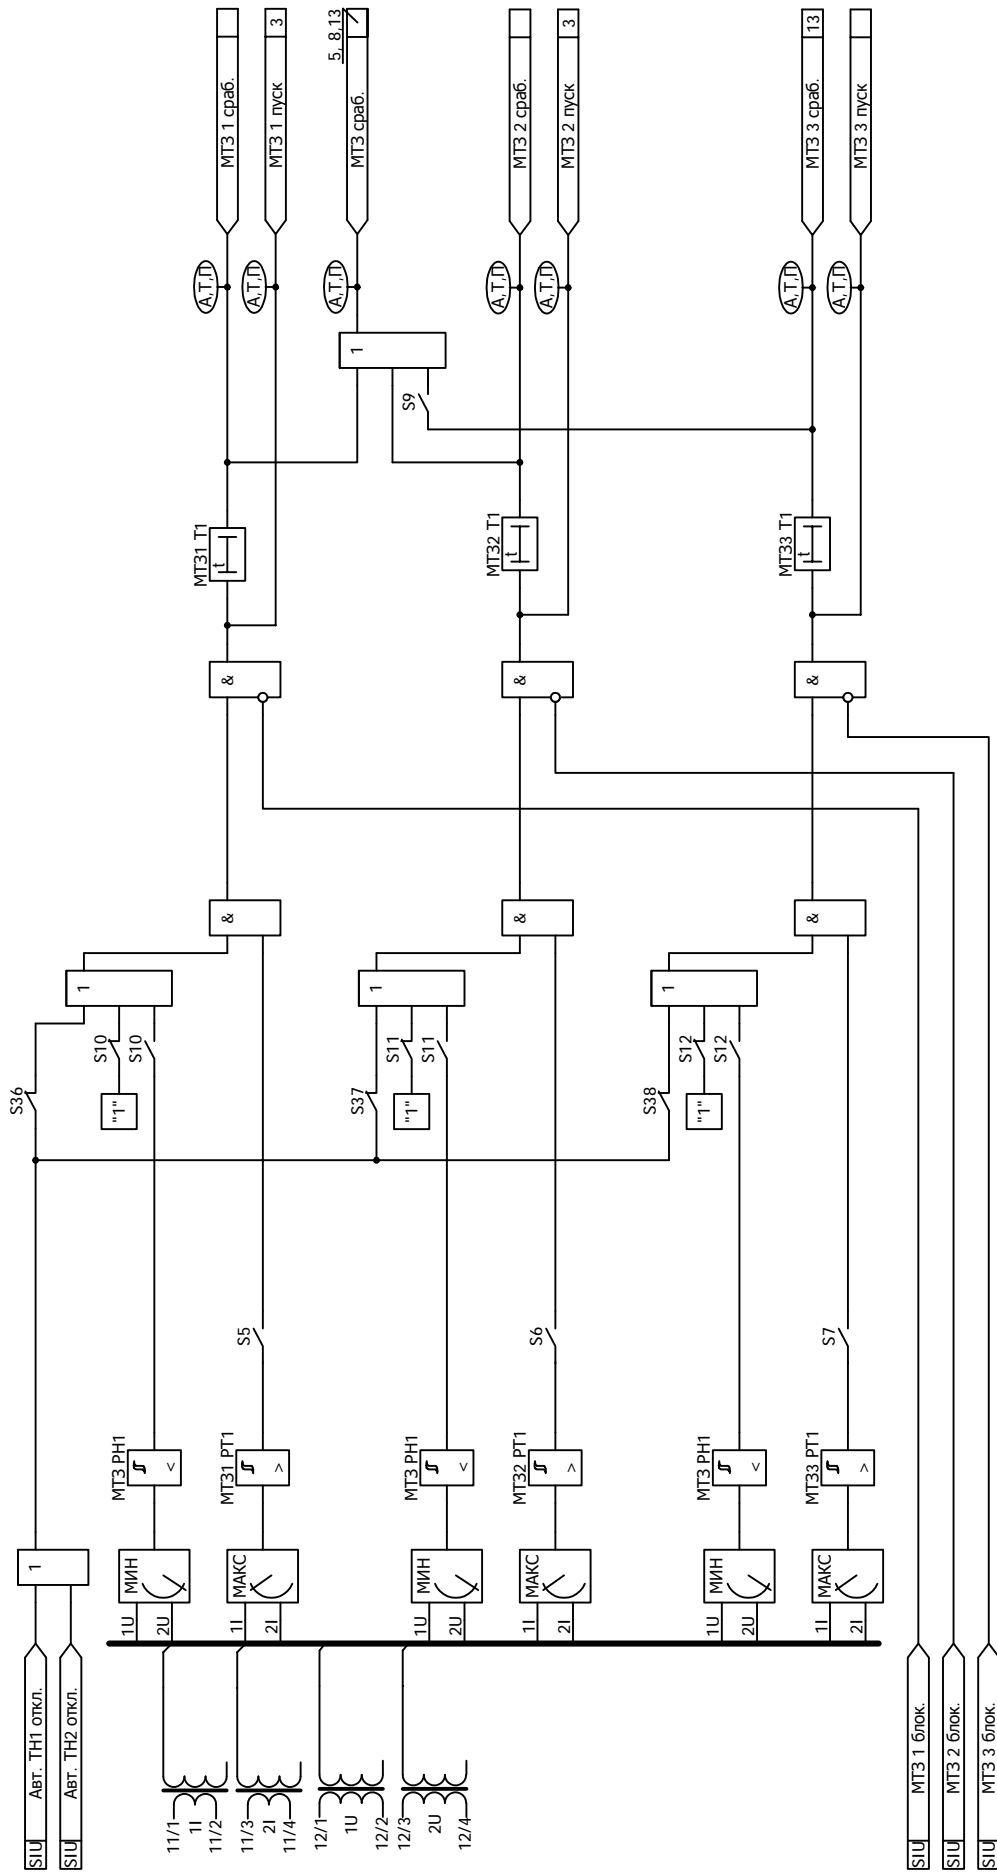 SIU Авт. ТН1 откл.
SIU Авт. ТН2 откл.
1
S36
11/1
1I
11/2
11/3
2I
11/4
12/1
1U
12/2
12/3
2U
12/4
1U
2U
МИН
МТЗ РН1
<
"1"
S10
S10
1
1I
2I
МАКС
МТЗ1 РТ1
>
S5
&
&
МТЗ1 Т1
t
А,Т,П
МТЗ 1 сраб.
А,Т,П
МТЗ 1 пуск
3
1
S9
А,Т,П
МТЗ сраб.
5, 8,13
1U
2U
МИН
МТЗ РН1
<
S37
"1"
S11
S11
1
1I
2I
МАКС
МТЗ2 РТ1
>
S6
&
&
МТЗ2 Т1
t
А,Т,П
МТЗ 2 сраб.
А,Т,П
МТЗ 2 пуск
3
1U
2U
МИН
МТЗ РН1
<
S38
"1"
S12
S12
1
1I
2I
МАКС
МТЗ3 РТ1
>
S7
&
&
МТЗ3 Т1
t
А,Т,П
МТЗ 3 сраб.
13
А,Т,П
МТЗ 3 пуск
SIU МТЗ 1 блок.
SIU МТЗ 2 блок.
SIU МТЗ 3 блок.